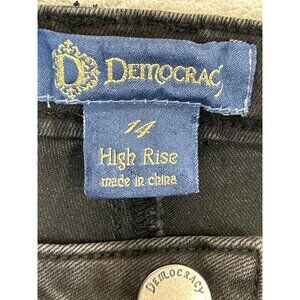 D DEMOCRACY
14
High Rise
made in china
DEMOCRACY